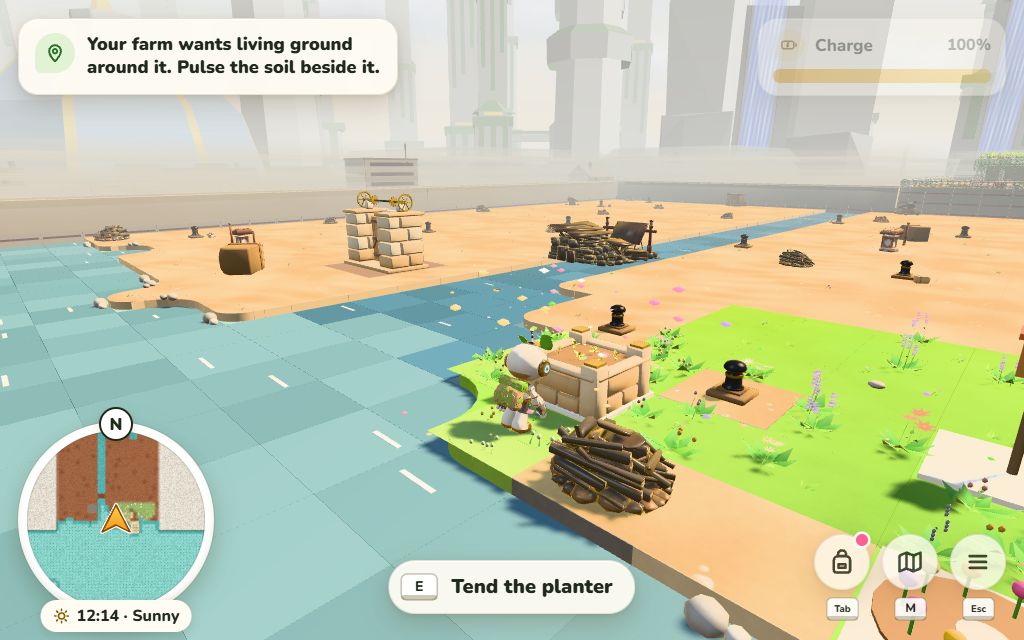 Your farm wants living ground
around it. Pulse the soil beside it.
Charge 100%
N
12:14 · Sunny
E Tend the planter
Tab M Esc